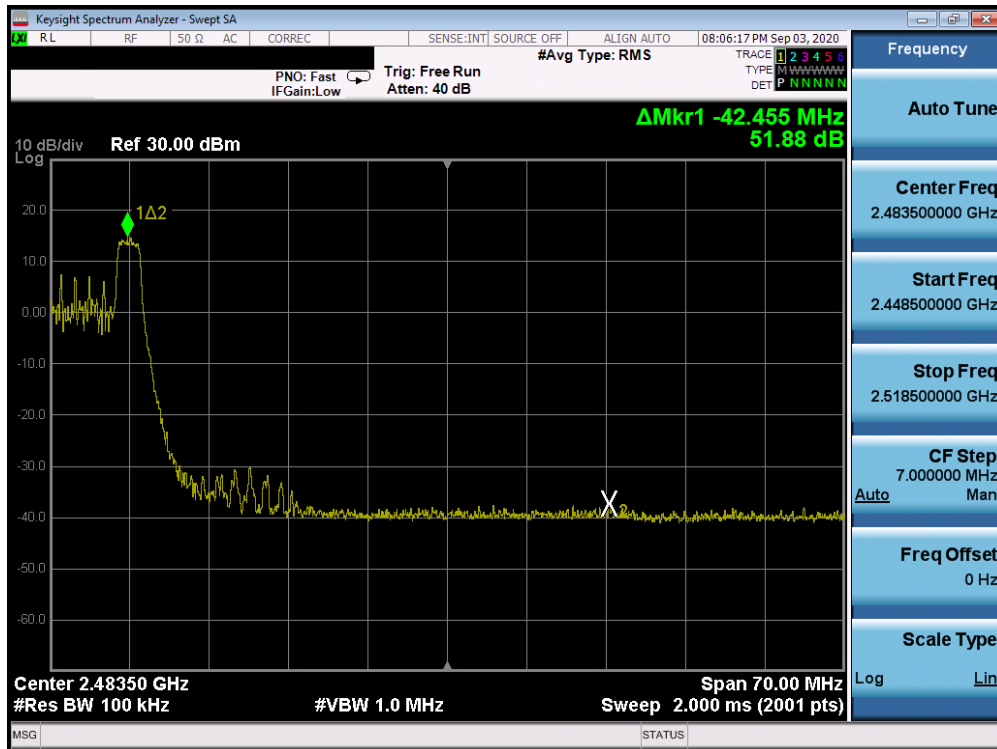 Keysight Spectrum Analyzer - Swept SA
LXI RL RF 50 Ω AC CORREC SENSE:INT SOURCE OFF ALIGN AUTO 08:06:17 PM Sep 03, 2020
#Avg Type: RMS TRACE 1 2 3 4 5 6
PNO: Fast Trig: Free Run TYPE M W W W W W
IFGain:Low Atten: 40 dB DET P N N N N N
ΔMkr1 -42.455 MHz
51.88 dB
10 dB/div Ref 30.00 dBm
Log
20.0
1Δ2
10.0
0.00
-10.0
-20.0
-30.0
-40.0
X2
-50.0
-60.0
Center 2.48350 GHz Span 70.00 MHz
#Res BW 100 kHz #VBW 1.0 MHz Sweep 2.000 ms (2001 pts)
MSG STATUS
Frequency
Auto Tune
Center Freq
2.483500000 GHz
Start Freq
2.448500000 GHz
Stop Freq
2.518500000 GHz
CF Step
7.000000 MHz
Auto Man
Freq Offset
0 Hz
Scale Type
Log Lin